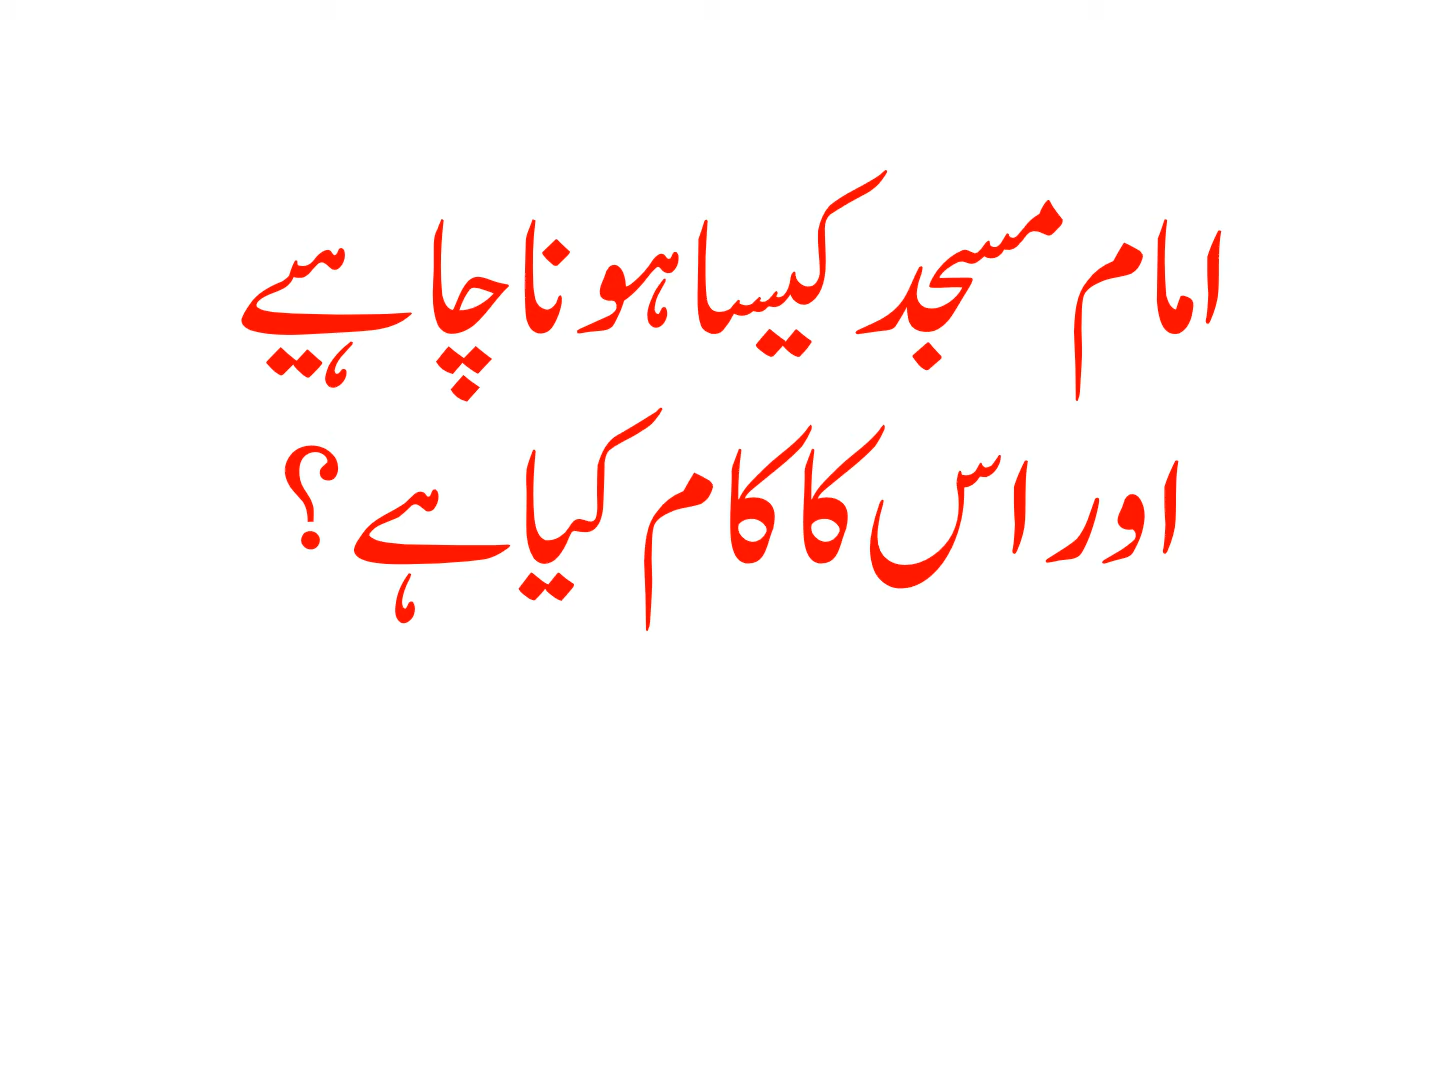 امام مسجد کیسا ہونا چاہیے
اور اس کا کام کیا ہے؟